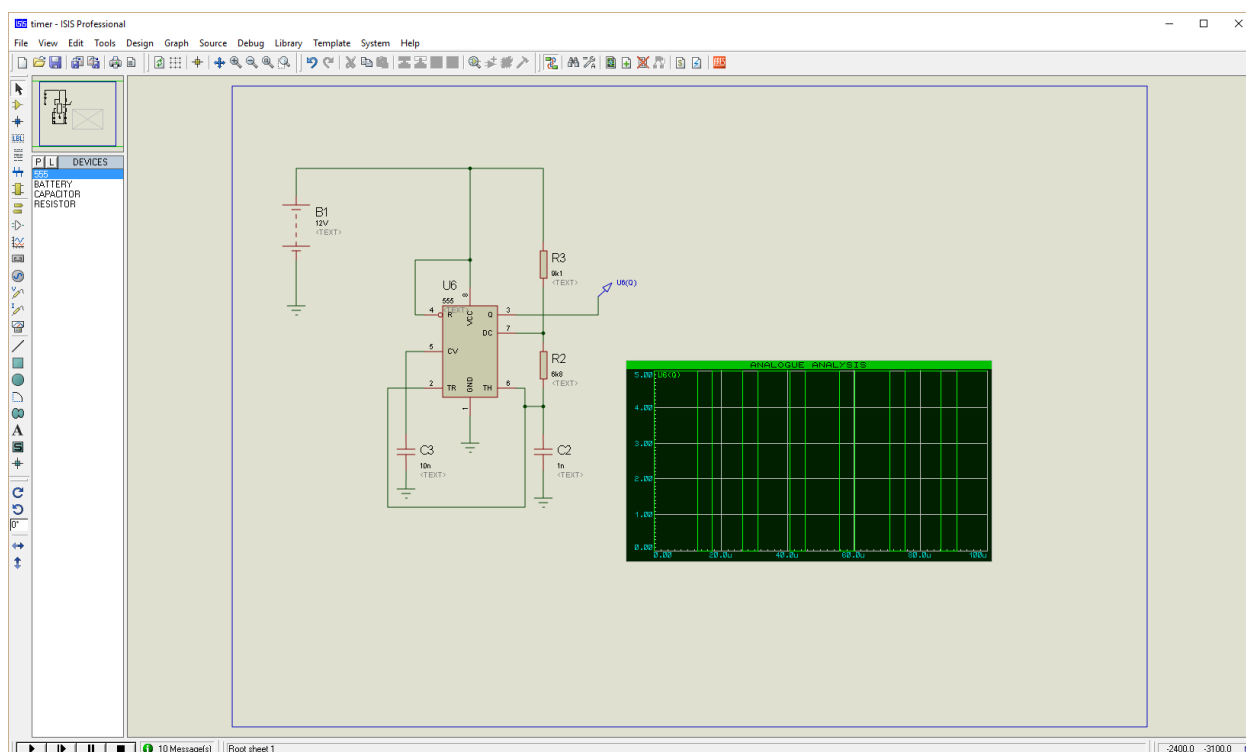 timer - ISIS Professional
File View Edit Tools Design Graph Source Debug Library Template System Help
P L DEVICES
555
BATTERY
CAPACITOR
RESISTOR
LBL
A
S
0°
B1
12V
<TEXT>
R3
9k1
<TEXT>
U6
555
<TEXT>
8
VCC
4 R
Q 3
DC 7
5 CV
2 TR
GND
TH 6
1
U6(Q)
R2
6k8
<TEXT>
C3
10n
<TEXT>
C2
1n
<TEXT>
ANALOGUE ANALYSIS
5.00 U6(Q)
4.00
3.00
2.00
1.00
0.00
0.00 20.0u 40.0u 60.0u 80.0u 100u
10 Message(s) Root sheet 1 -2400.0 -3100.0